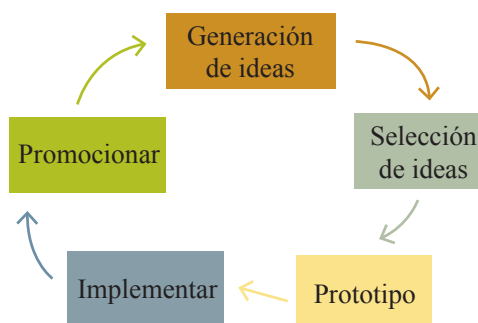 Generación
de ideas
Selección
de ideas
Prototipo
Implementar
Promocionar